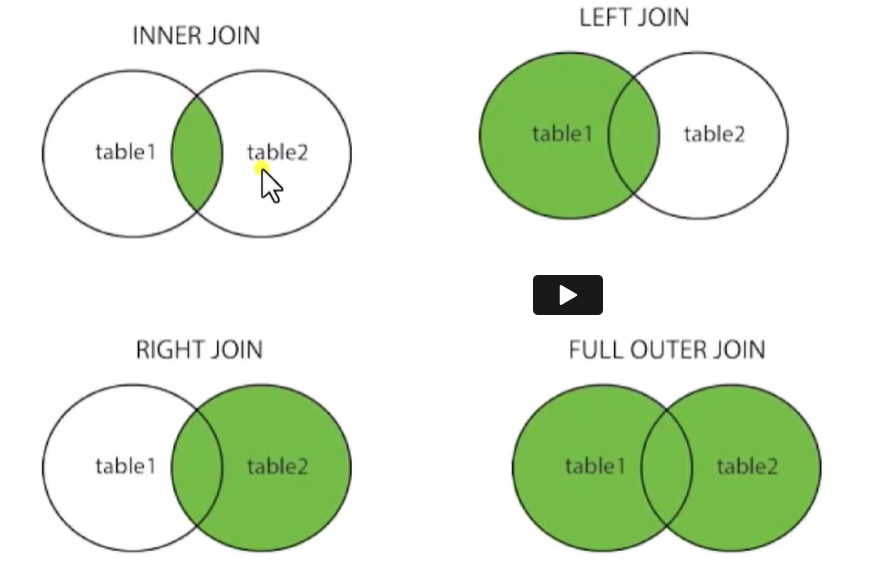 INNER JOIN
table1
table2
LEFT JOIN
table1
table2
RIGHT JOIN
table1
table2
FULL OUTER JOIN
table1
table2